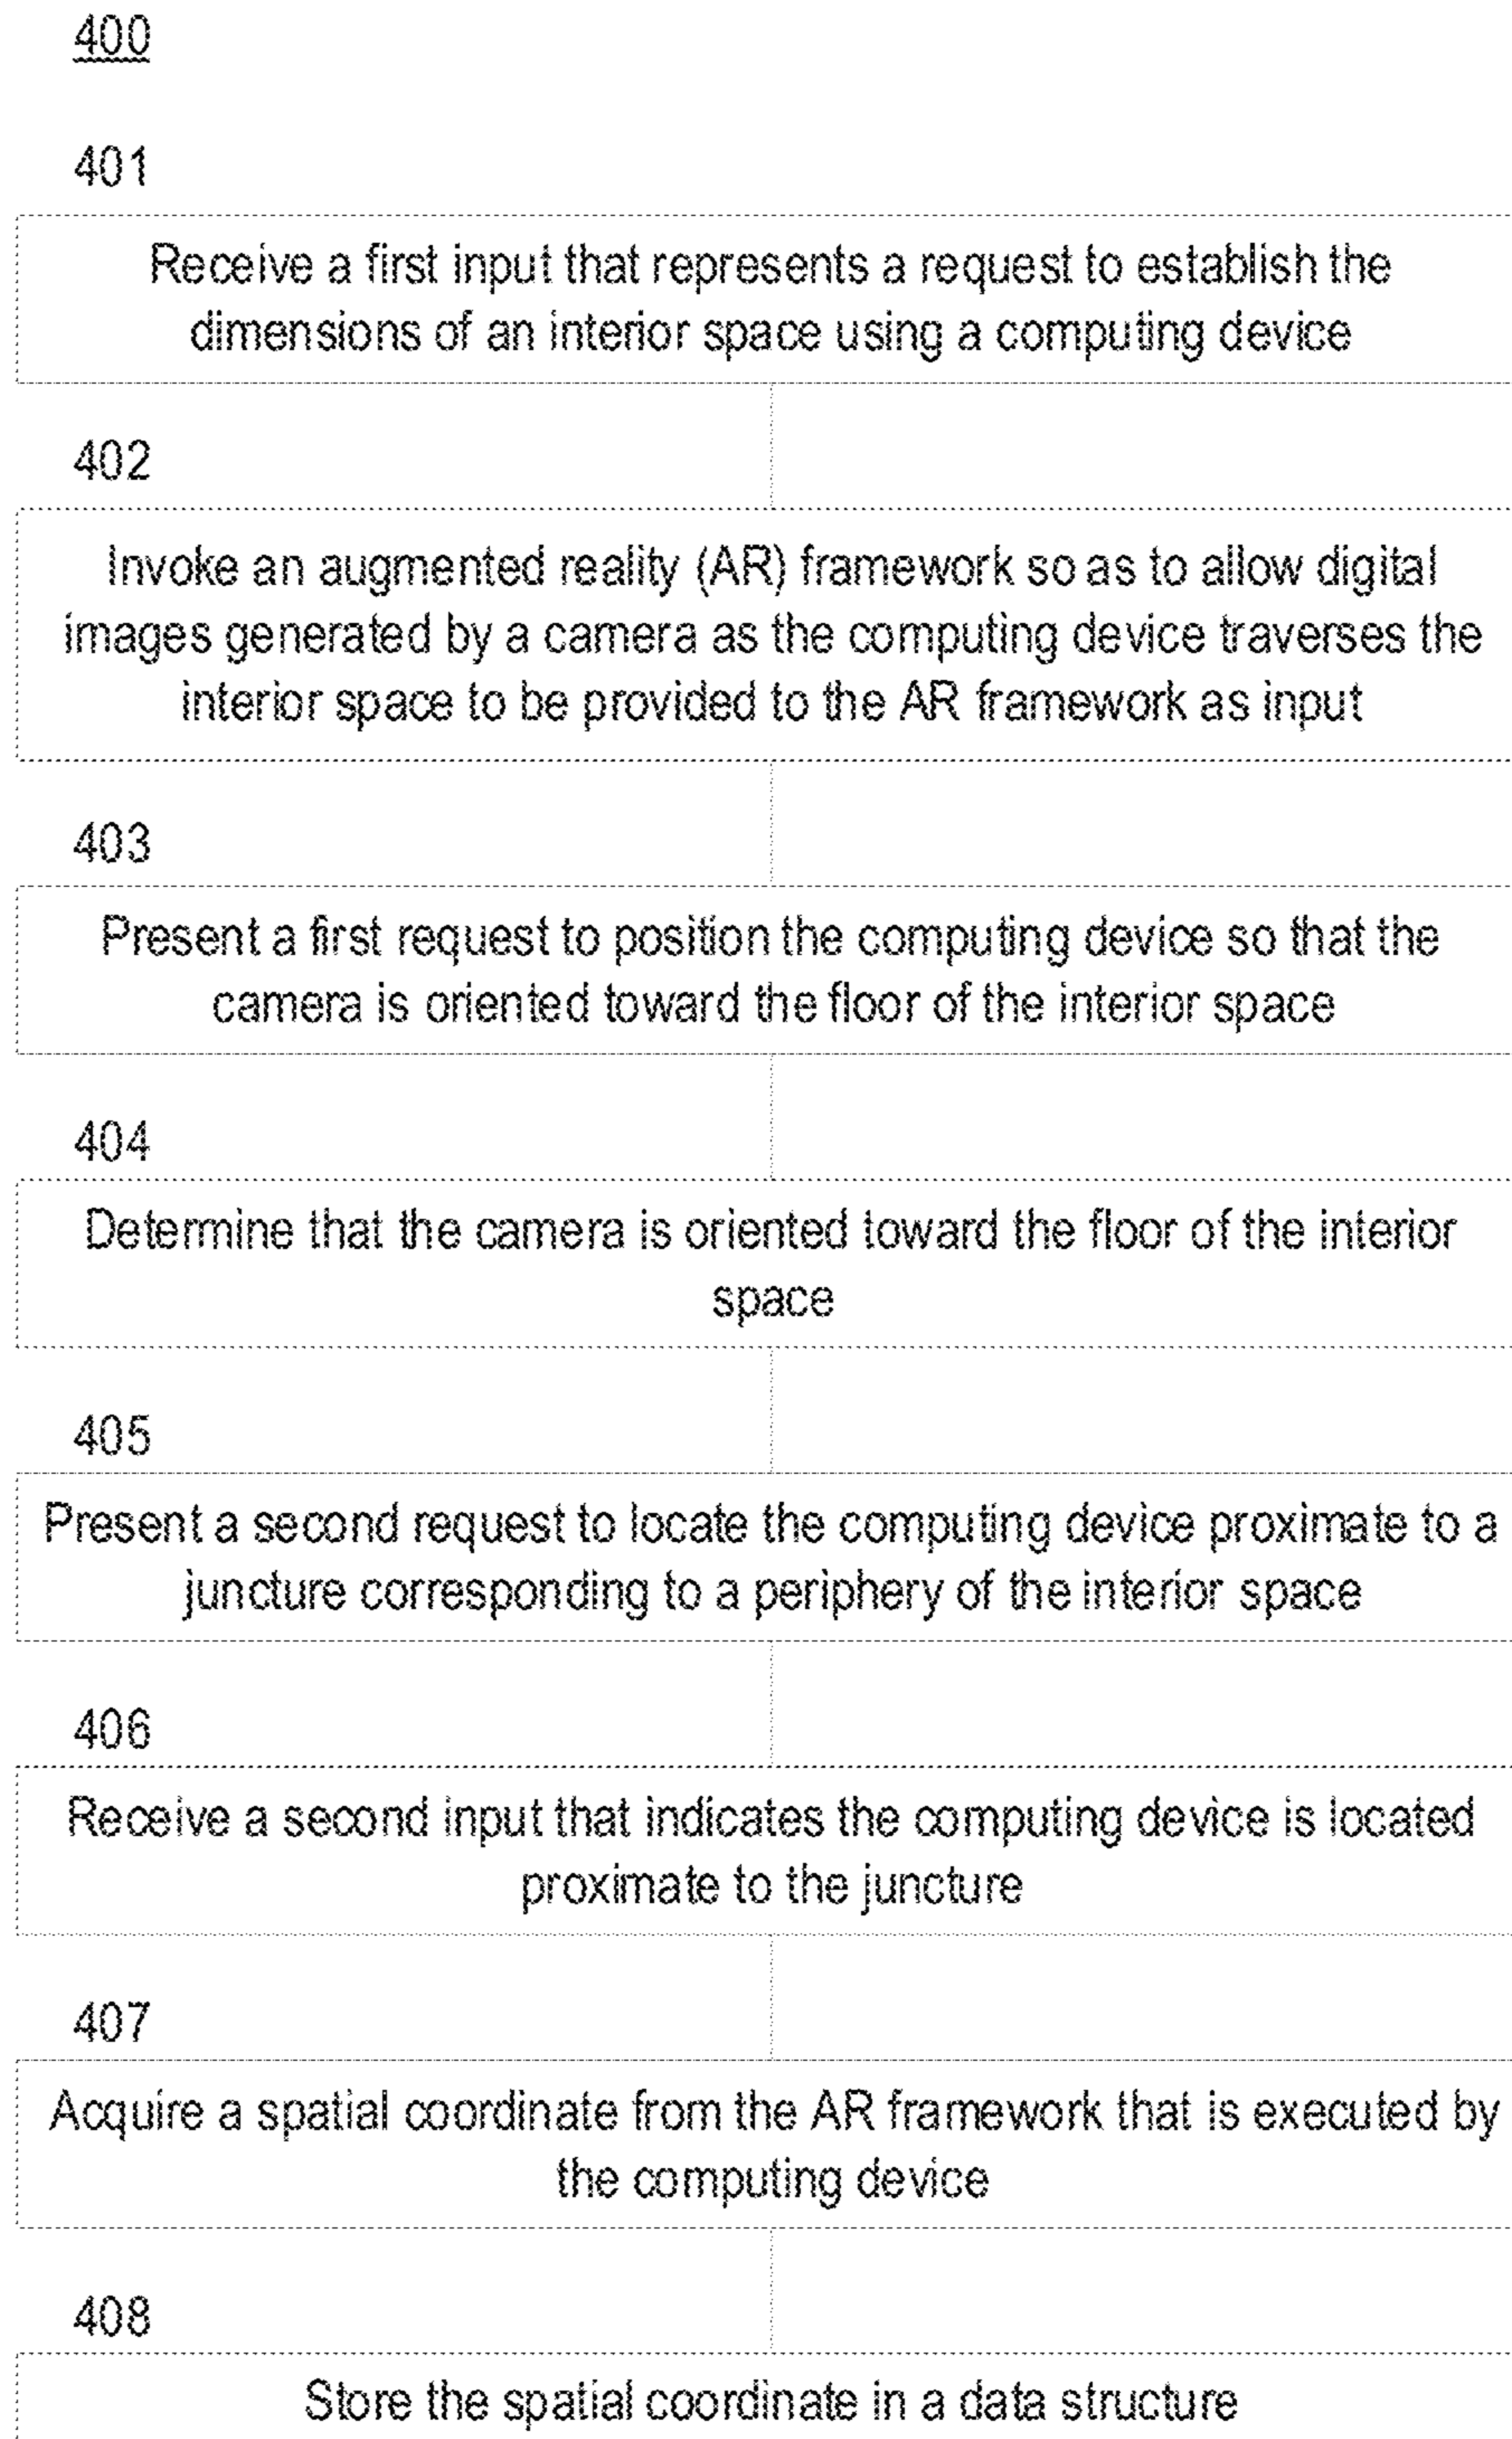 400
401
Receive a first input that represents a request to establish the
dimensions of an interior space using a computing device
402
Invoke an augmented reality (AR) framework so as to allow digital
images generated by a camera as the computing device traverses the
interior space to be provided to the AR framework as input
403
Present a first request to position the computing device so that the
camera is oriented toward the floor of the interior space
404
Determine that the camera is oriented toward the floor of the interior
space
405
Present a second request to locate the computing device proximate to a
juncture corresponding to a periphery of the interior space
406
Receive a second input that indicates the computing device is located
proximate to the juncture
407
Acquire a spatial coordinate from the AR framework that is executed by
the computing device
408
Store the spatial coordinate in a data structure